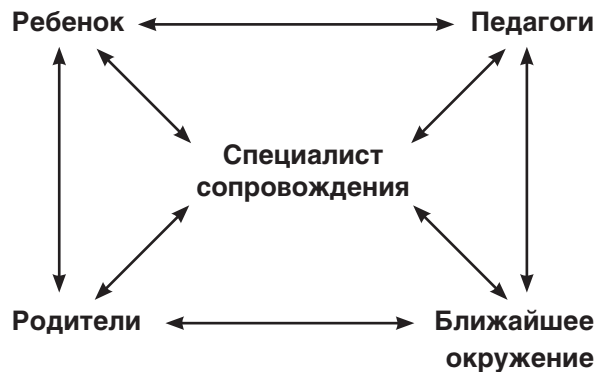 Ребенок Педагоги
Специалист
сопровождения
Родители Ближайшее
окружение